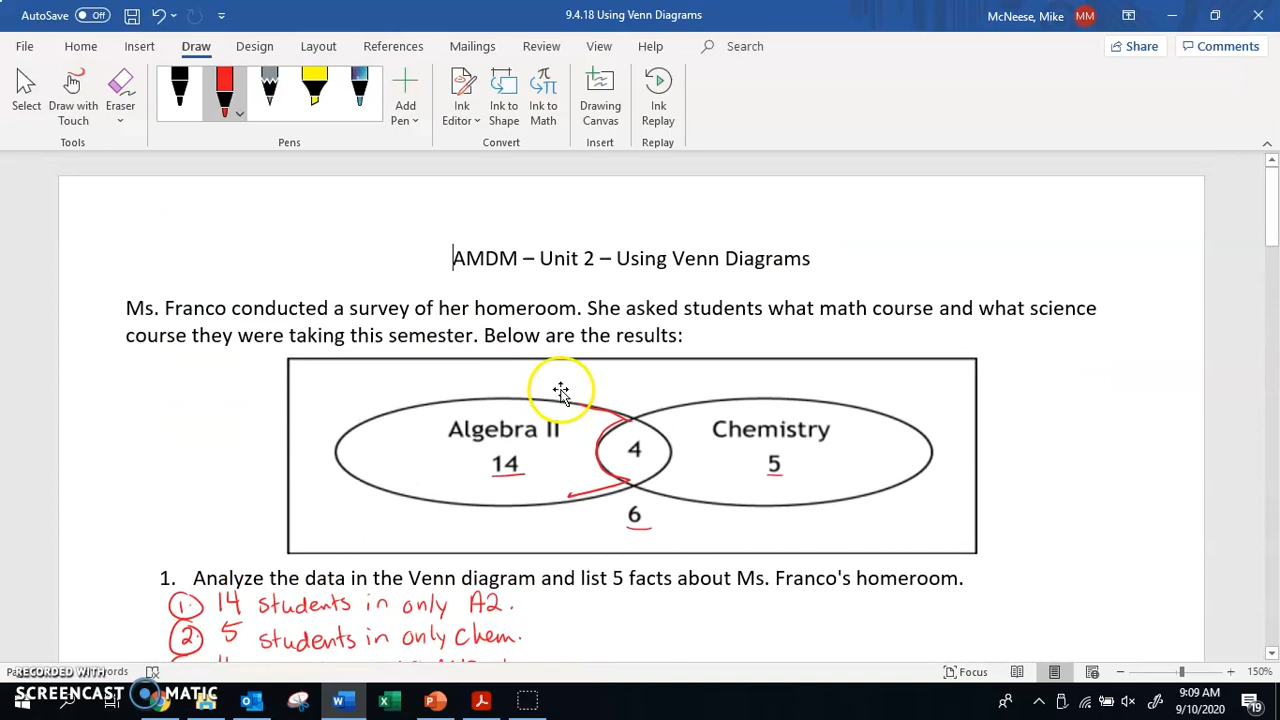 AutoSave Off
9.4.18 Using Venn Diagrams
McNeese, Mike MM
File Home Insert Draw Design Layout References Mailings Review View Help Search Share Comments
Select Draw with Touch Eraser Add Pen Ink Editor Ink to Shape Ink to Math Drawing Canvas Ink Replay
Tools Pens Convert Insert Replay
AMDM – Unit 2 – Using Venn Diagrams
Ms. Franco conducted a survey of her homeroom. She asked students what math course and what science
course they were taking this semester. Below are the results:
Algebra II 4 Chemistry
14 5
6
1. Analyze the data in the Venn diagram and list 5 facts about Ms. Franco's homeroom.
1. 14 students in only A2.
2. 5 students in only Chem.
RECORDED WITH
SCREENCAST MATIC
words
Focus
150%
9:09 AM
9/10/2020
19